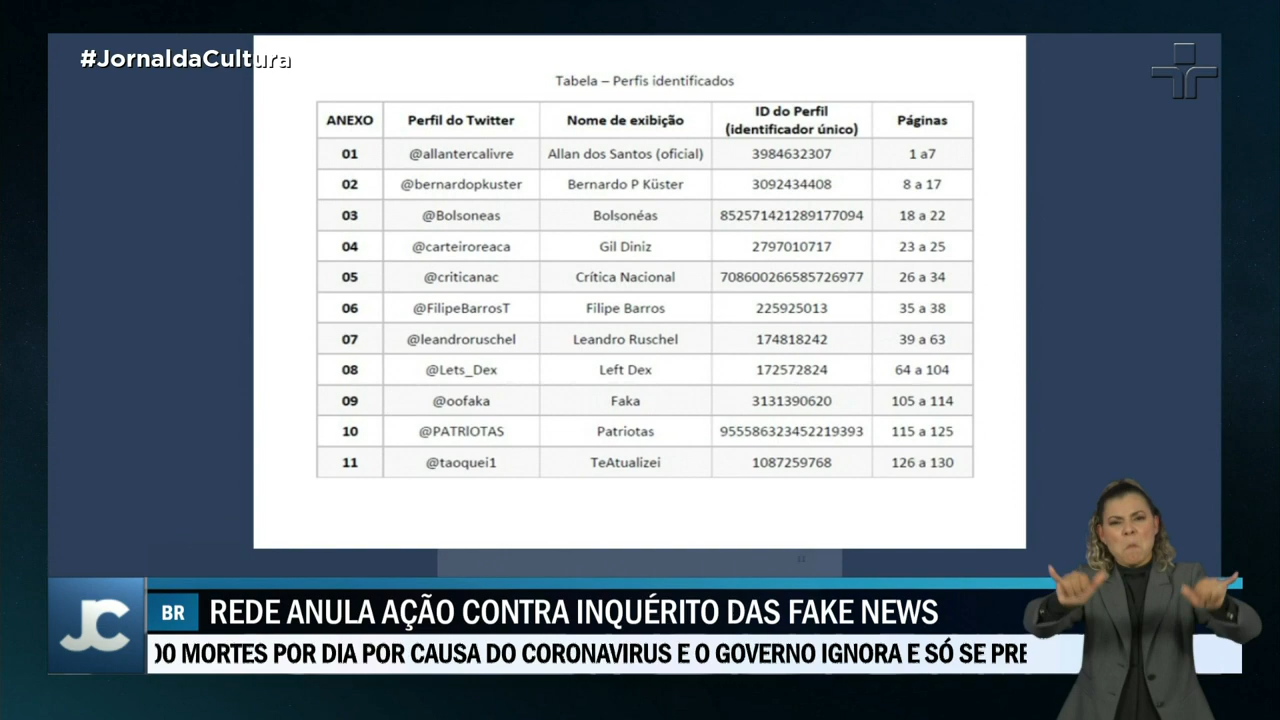 #JornaldaCultura
Tabela – Perfis identificados
ANEXO Perfil do Twitter Nome de exibição ID do Perfil (identificador único) Páginas
01 @allantercalivre Allan dos Santos (oficial) 3984632307 1 a7
02 @bernardopkuster Bernardo P Küster 3092434408 8 a 17
03 @Bolsoneas Bolsonéas 852571421289177094 18 a 22
04 @carteiroreaca Gil Diniz 2797010717 23 a 25
05 @criticanac Crítica Nacional 708600266585726977 26 a 34
06 @FilipeBarrosT Filipe Barros 225925013 35 a 38
07 @leandroruschel Leandro Ruschel 174818242 39 a 63
08 @Lets_Dex Left Dex 172572824 64 a 104
09 @oofaka Faka 3131390620 105 a 114
10 @PATRlOTAS Patriotas 955586323452219393 115 a 125
11 @taoquei1 TeAtualizei 1087259768 126 a 130
JC
BR REDE ANULA AÇÃO CONTRA INQUÉRITO DAS FAKE NEWS
00 MORTES POR DIA POR CAUSA DO CORONAVIRUS E O GOVERNO IGNORA E SÓ SE PRE